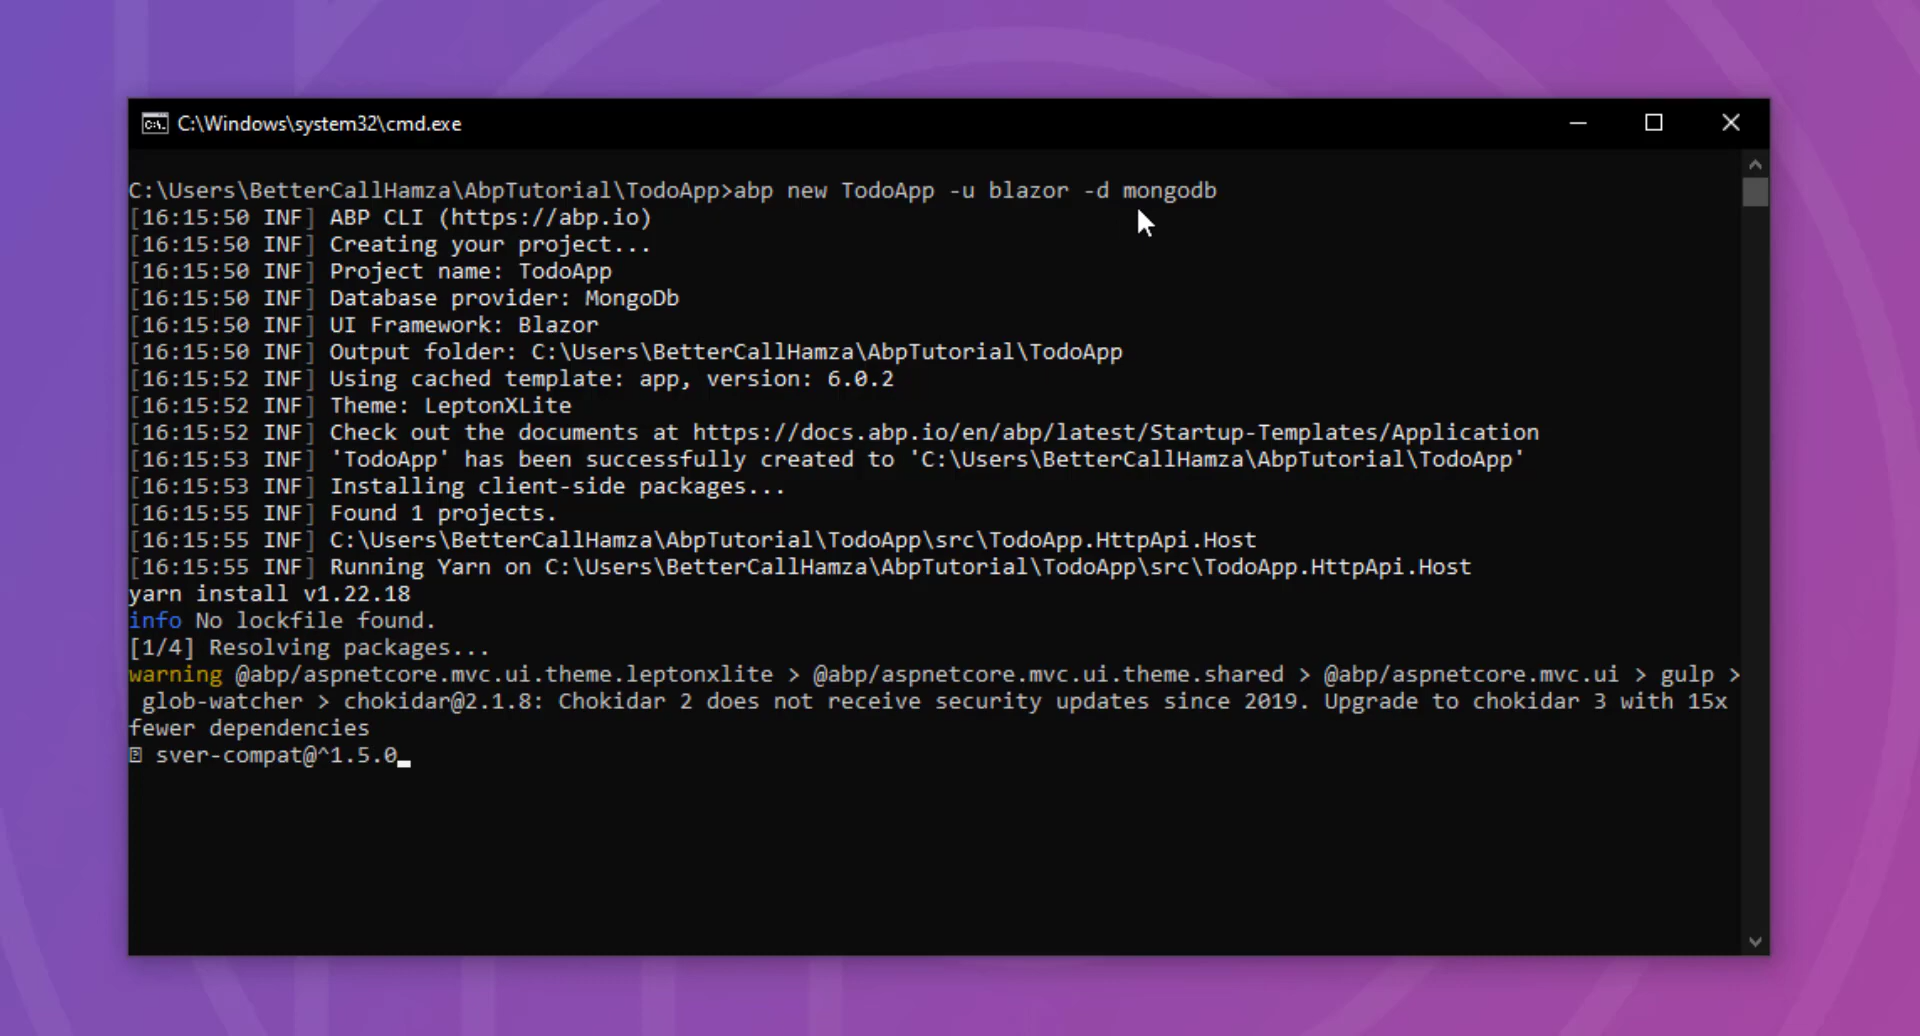 C:\Windows\system32\cmd.exe
C:\Users\BetterCallHamza\AbpTutorial\TodoApp>abp new TodoApp -u blazor -d mongodb
[16:15:50 INF] ABP CLI (https://abp.io)
[16:15:50 INF] Creating your project...
[16:15:50 INF] Project name: TodoApp
[16:15:50 INF] Database provider: MongoDb
[16:15:50 INF] UI Framework: Blazor
[16:15:50 INF] Output folder: C:\Users\BetterCallHamza\AbpTutorial\TodoApp
[16:15:52 INF] Using cached template: app, version: 6.0.2
[16:15:52 INF] Theme: LeptonXLite
[16:15:52 INF] Check out the documents at https://docs.abp.io/en/abp/latest/Startup-Templates/Application
[16:15:53 INF] 'TodoApp' has been successfully created to 'C:\Users\BetterCallHamza\AbpTutorial\TodoApp'
[16:15:53 INF] Installing client-side packages...
[16:15:55 INF] Found 1 projects.
[16:15:55 INF] C:\Users\BetterCallHamza\AbpTutorial\TodoApp\src\TodoApp.HttpApi.Host
[16:15:55 INF] Running Yarn on C:\Users\BetterCallHamza\AbpTutorial\TodoApp\src\TodoApp.HttpApi.Host
yarn install v1.22.18
info No lockfile found.
[1/4] Resolving packages...
warning @abp/aspnetcore.mvc.ui.theme.leptonxlite > @abp/aspnetcore.mvc.ui.theme.shared > @abp/aspnetcore.mvc.ui > gulp >
glob-watcher > chokidar@2.1.8: Chokidar 2 does not receive security updates since 2019. Upgrade to chokidar 3 with 15x
fewer dependencies
⍰ sver-compat@^1.5.0